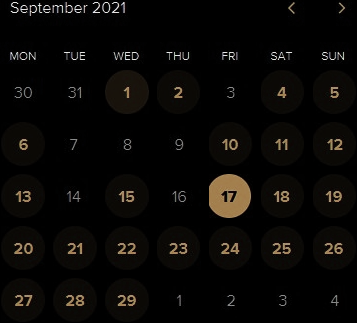 September 2021
MON TUE WED THU FRI SAT SUN
30 31 1 2 3 4 5
6 7 8 9 10 11 12
13 14 15 16 17 18 19
20 21 22 23 24 25 26
27 28 29 1 2 3 4